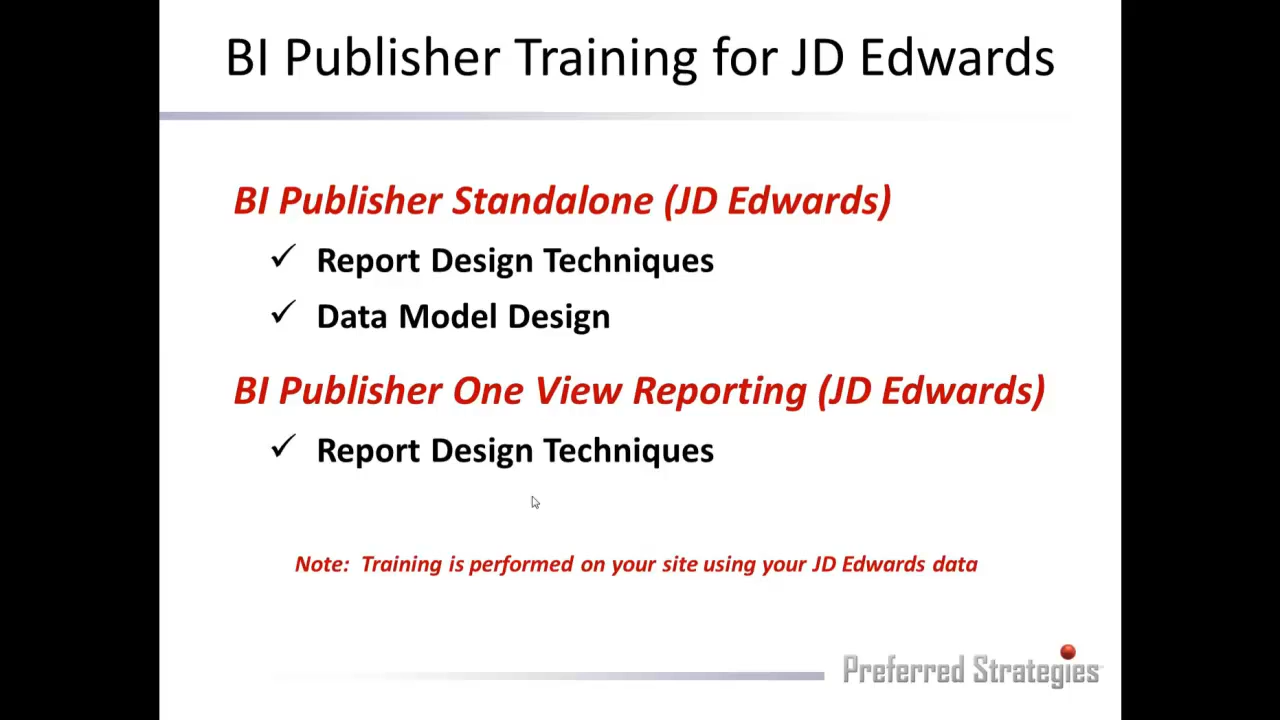 BI Publisher Training for JD Edwards
BI Publisher Standalone (JD Edwards)
✓ Report Design Techniques
✓ Data Model Design
BI Publisher One View Reporting (JD Edwards)
✓ Report Design Techniques
Note: Training is performed on your site using your JD Edwards data
Preferred Strategies